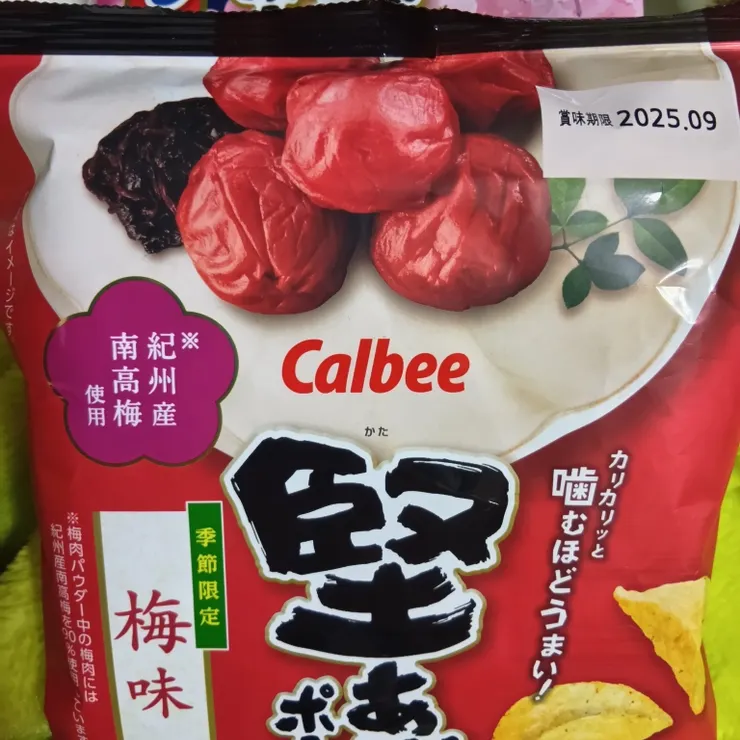 賞味期限 2025.09
はイメージです
※紀州産
南高梅
使用
Calbee
かた
堅あ
ポ
カリカリッと
噛むほどうまい!
季節限定
梅味
※梅肉パウダー中の梅肉には
紀州産南高梅を90%使用しています